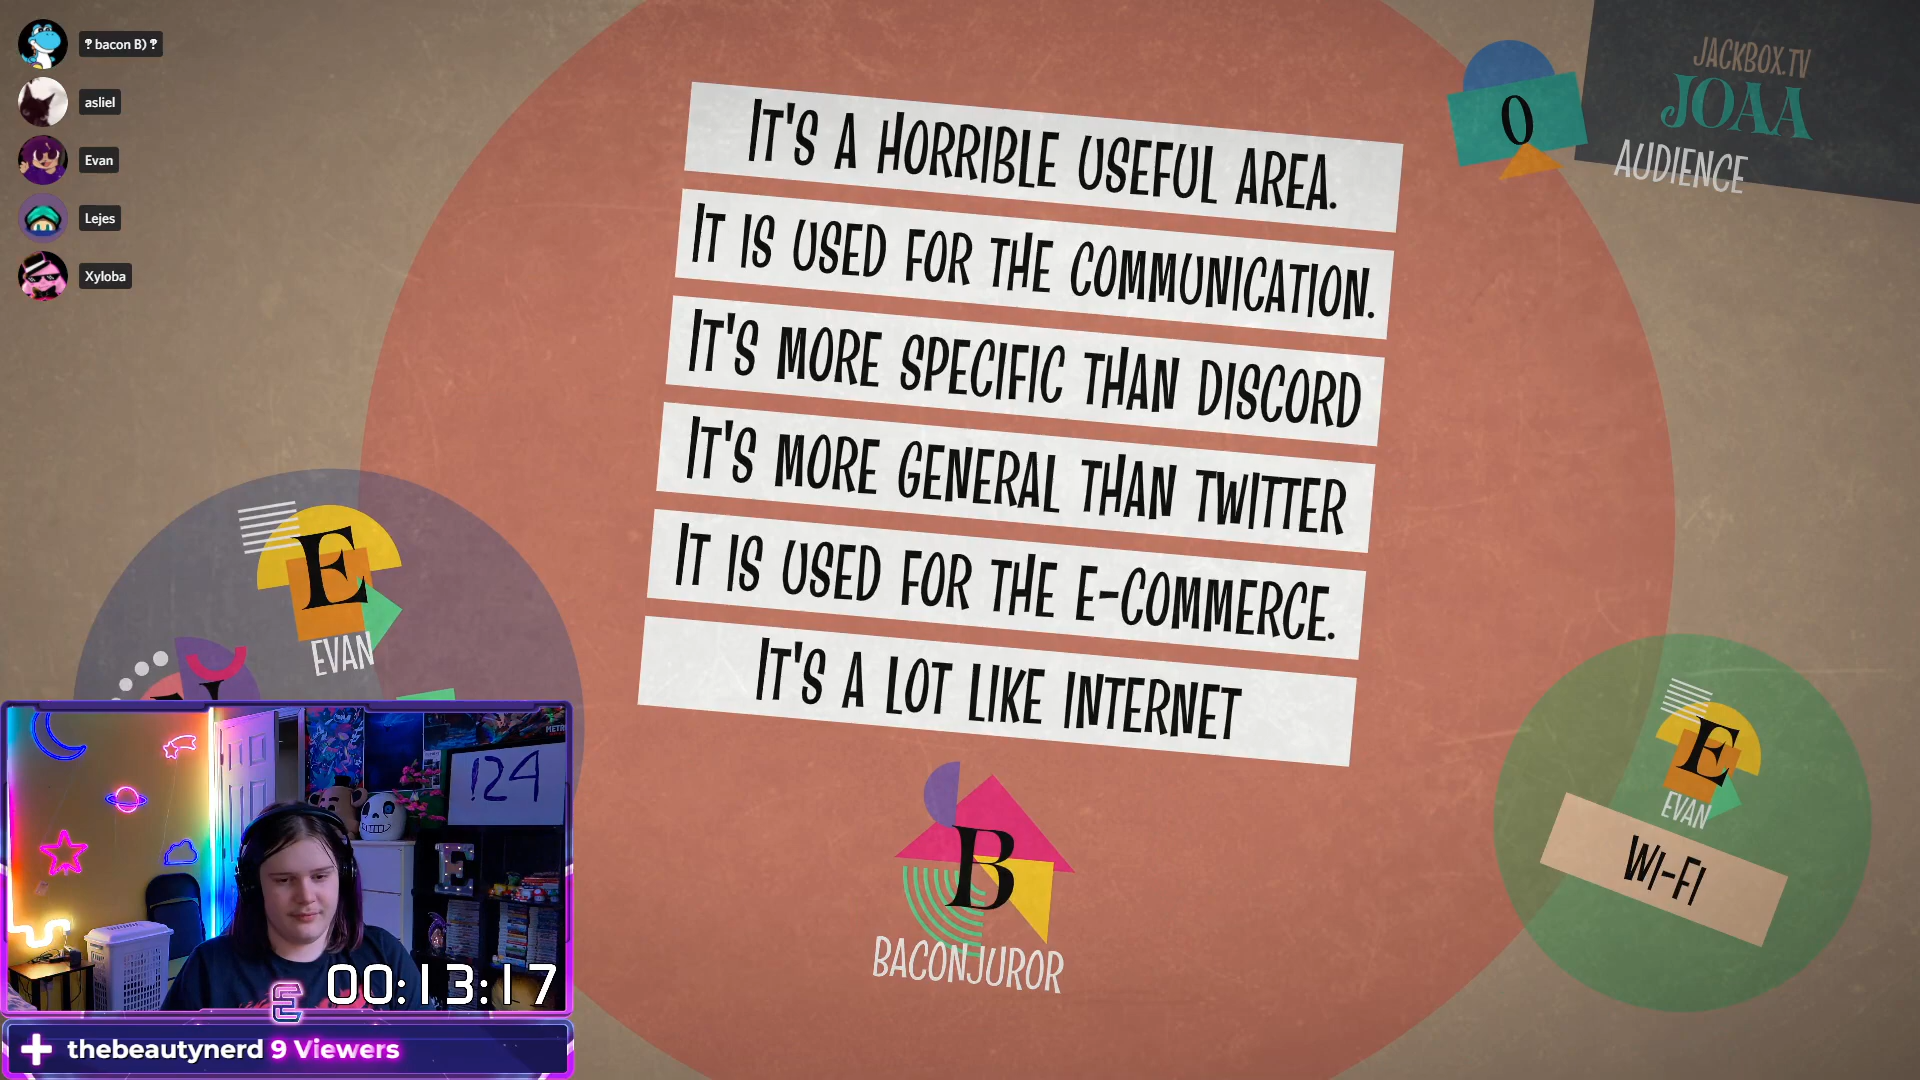 ‽ bacon B) ‽
asliel
Evan
Lejes
Xyloba
IT'S A HORRIBLE USEFUL AREA.
IT IS USED FOR THE COMMUNICATION.
IT'S MORE SPECIFIC THAN DISCORD
IT'S MORE GENERAL THAN TWITTER
IT IS USED FOR THE E-COMMERCE.
IT'S A LOT LIKE INTERNET
B
BACONJUROR
0
JACKBOX.TV
JOAA
AUDIENCE
E
EVAN
E
EVAN
WI-FI
!24
E
E
00:13:17
thebeautynerd 9 Viewers